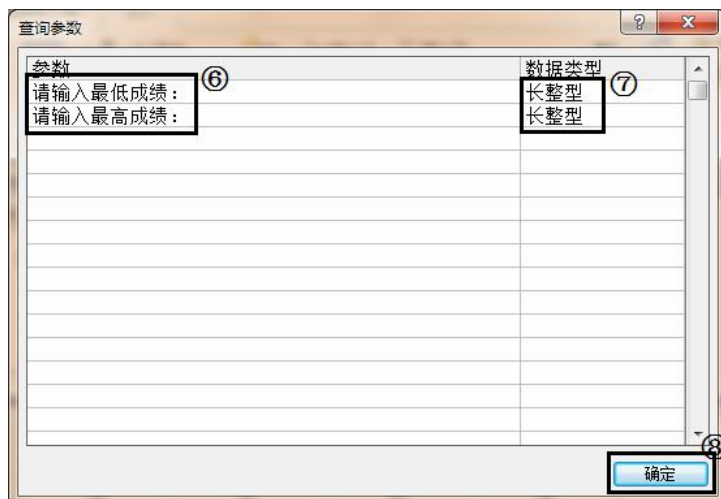 查询参数
参数 数据类型
⑥ ⑦
请输入最低成绩： 长整型
请输入最高成绩： 长整型
⑧
确定